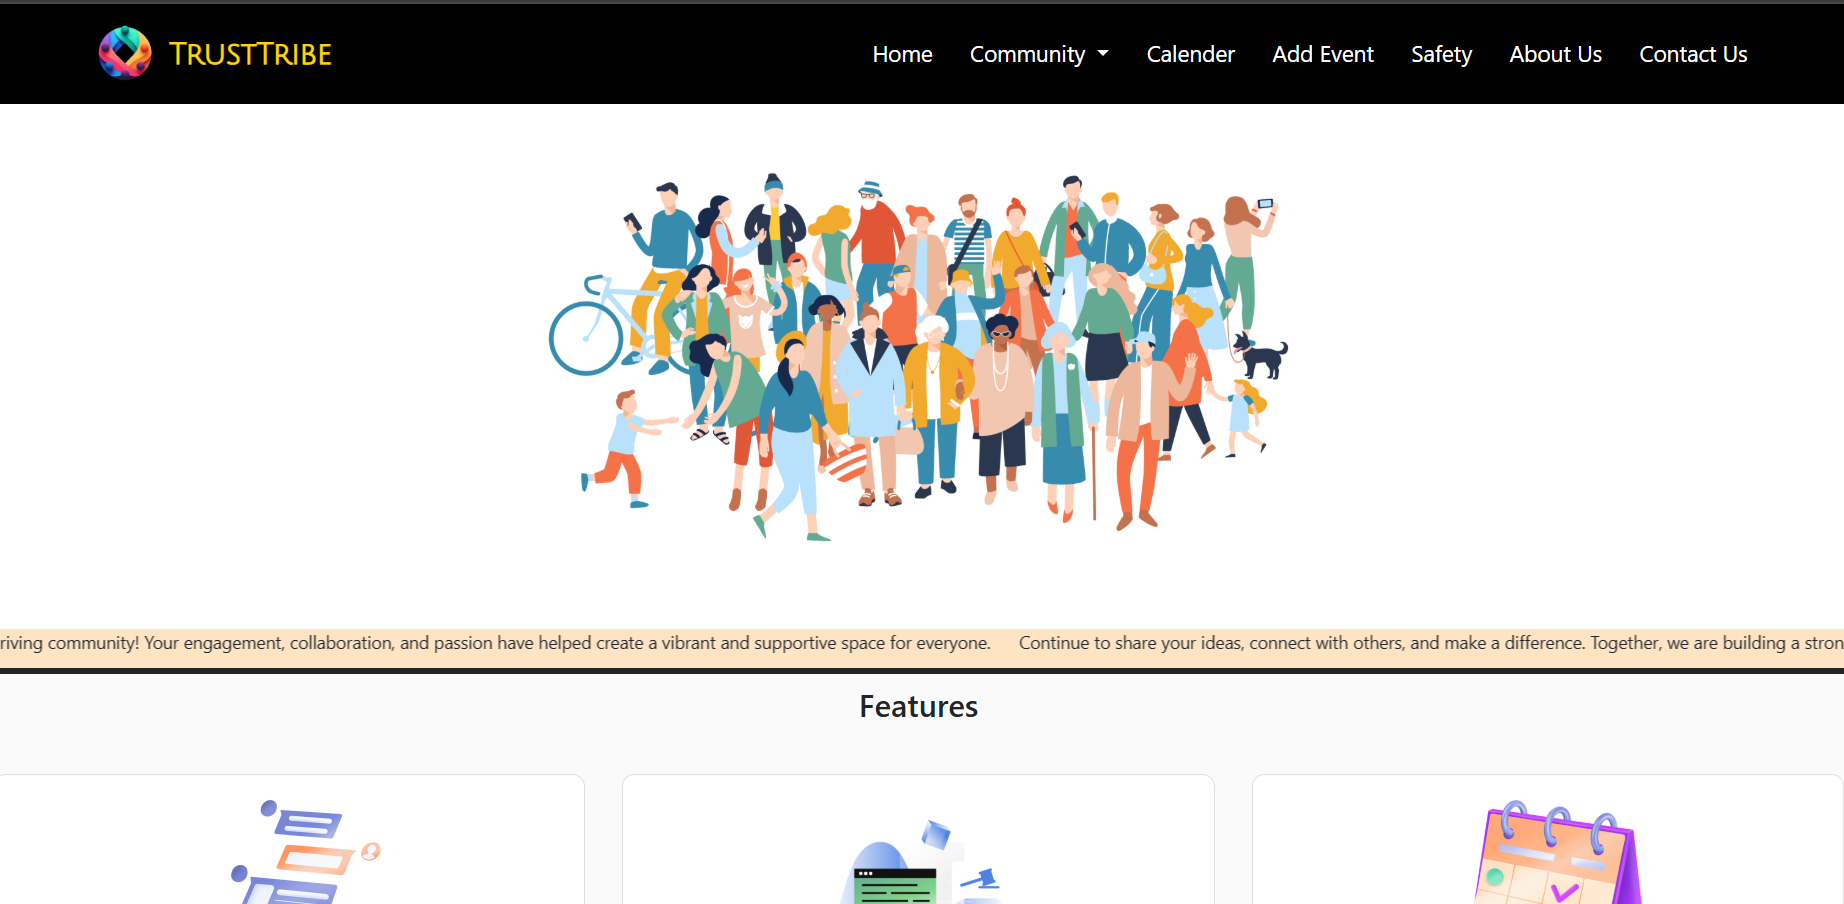 TRUSTTRIBE
Home Community Calender Add Event Safety About Us Contact Us
riving community! Your engagement, collaboration, and passion have helped create a vibrant and supportive space for everyone. Continue to share your ideas, connect with others, and make a difference. Together, we are building a stron
Features